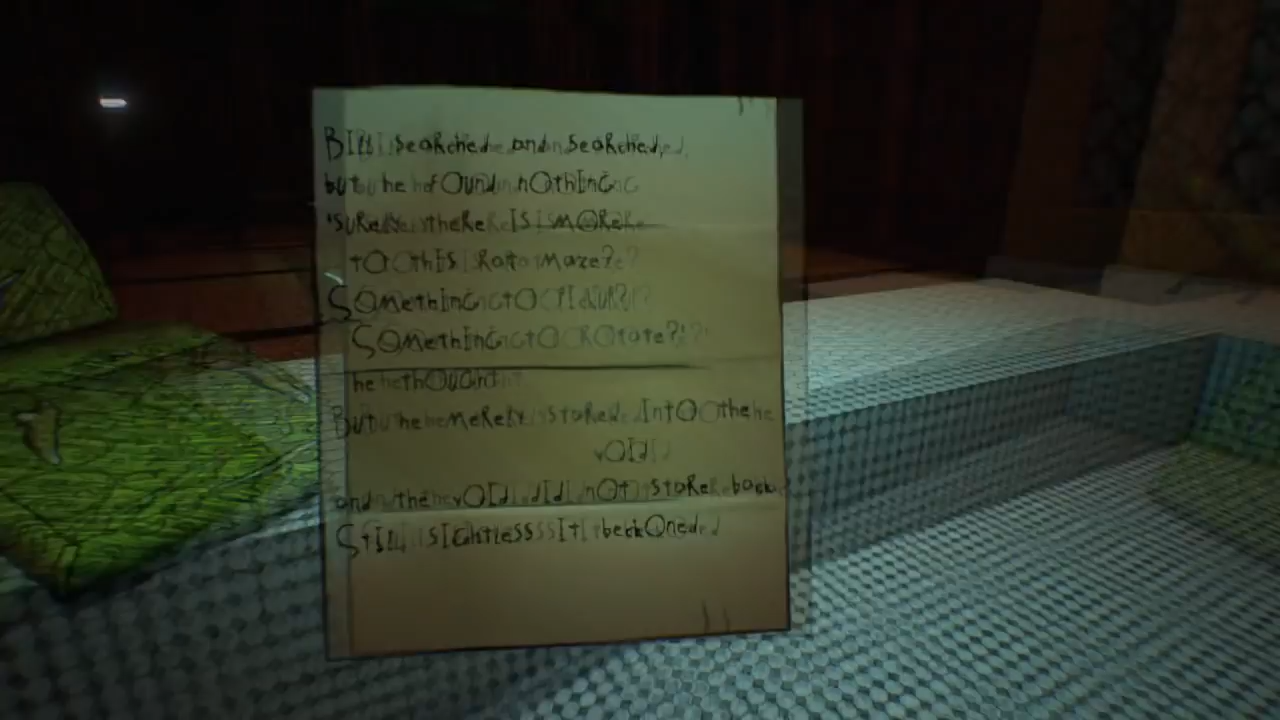 BIll seaRched and seaRched,
but he fOund nOthInG
'suRely theRe Is mORe
tO thIs Rat maze?
SOmethInG tO fInd?
SOmethInG tO ROtate?'
he thOuGht
But he meRely staRed IntO the
vOId
and the vOId dId nOt staRe back
StIll sIGhtless It beckOned